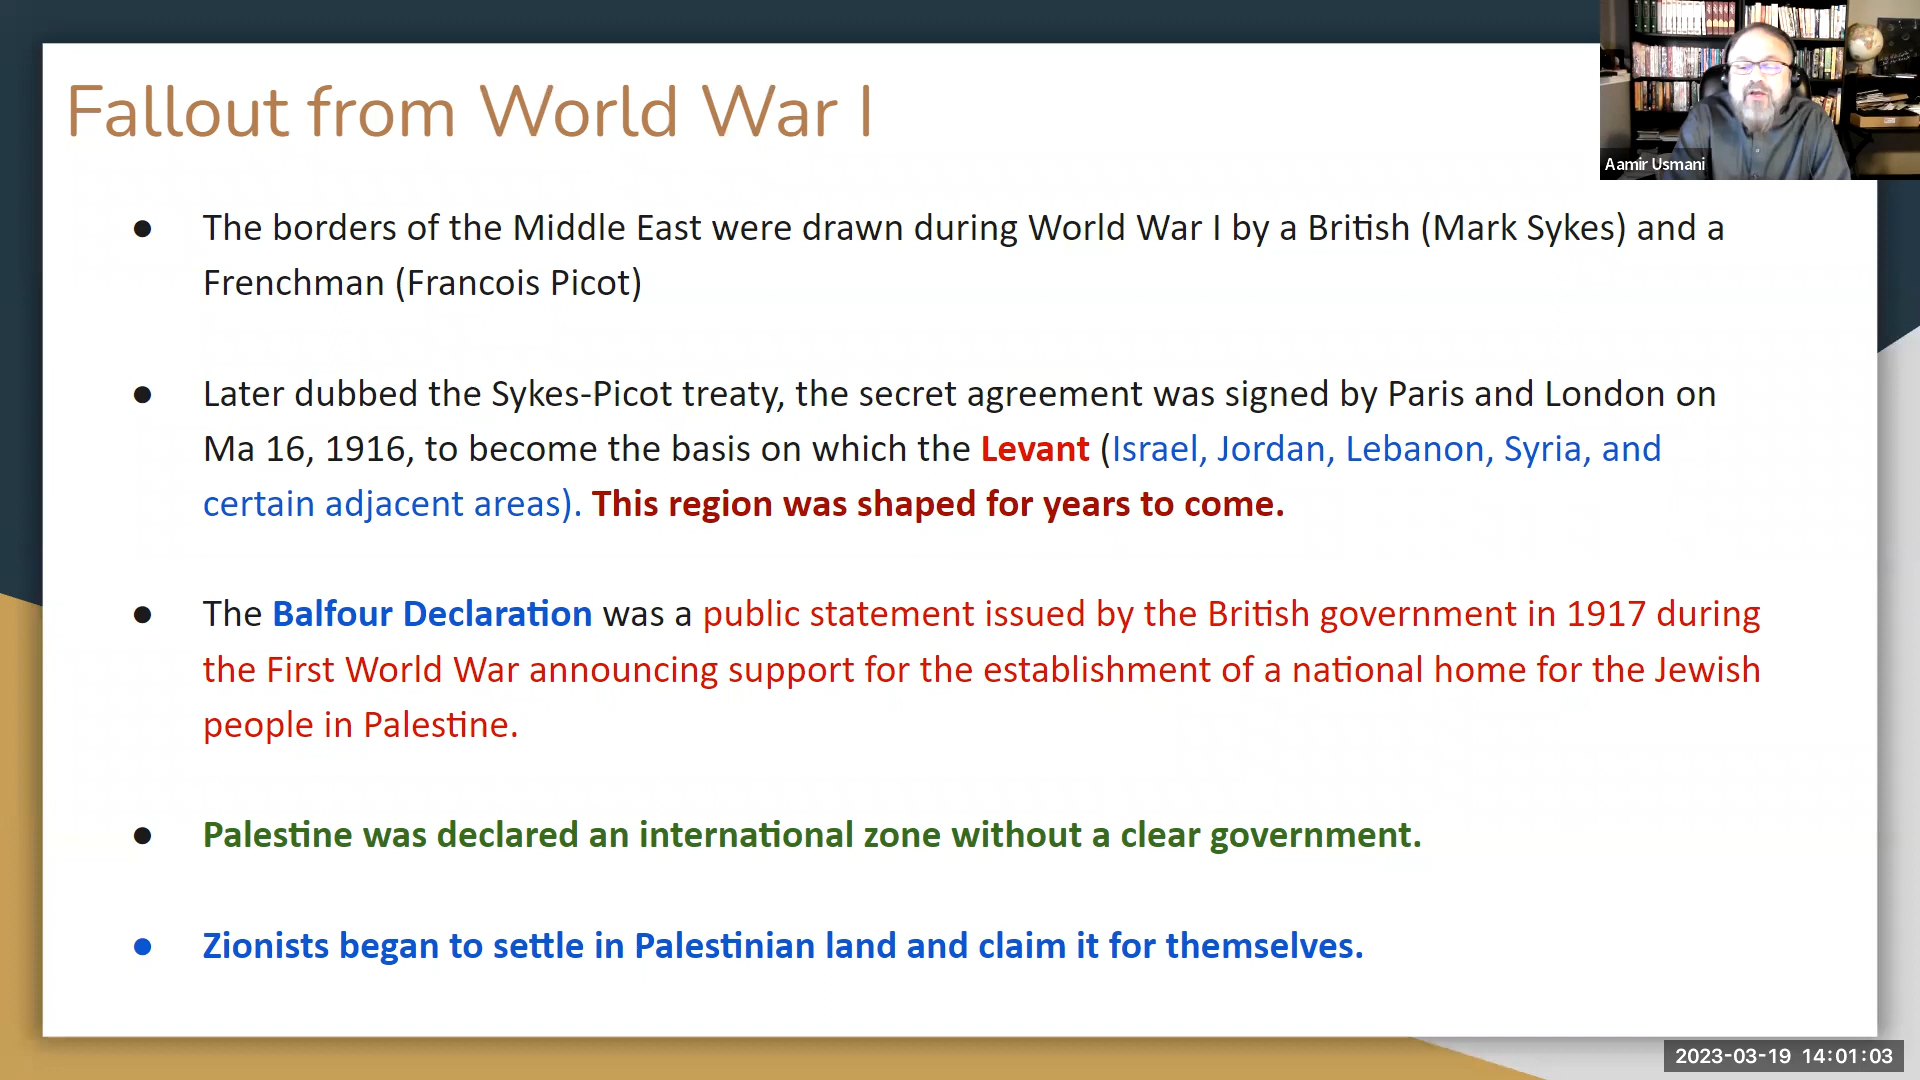 Fallout from World War I
Aamir Usmani
● The borders of the Middle East were drawn during World War I by a British (Mark Sykes) and a
Frenchman (Francois Picot)
● Later dubbed the Sykes-Picot treaty, the secret agreement was signed by Paris and London on
Ma 16, 1916, to become the basis on which the Levant (Israel, Jordan, Lebanon, Syria, and
certain adjacent areas). This region was shaped for years to come.
● The Balfour Declaration was a public statement issued by the British government in 1917 during
the First World War announcing support for the establishment of a national home for the Jewish
people in Palestine.
● Palestine was declared an international zone without a clear government.
● Zionists began to settle in Palestinian land and claim it for themselves.
2023-03-19 14:01:03